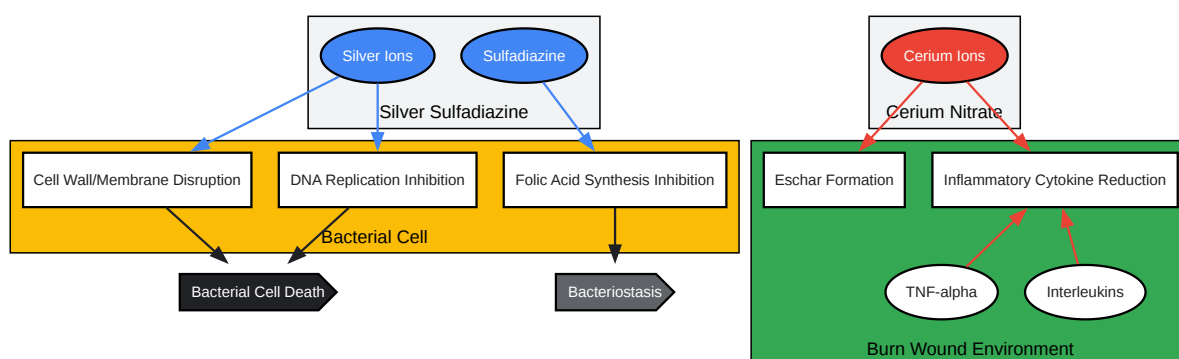 Silver Ions
Sulfadiazine
Cerium Ions
Silver Sulfadiazine
Cerium Nitrate
Cell Wall/Membrane Disruption
DNA Replication Inhibition
Folic Acid Synthesis Inhibition
Eschar Formation
Inflammatory Cytokine Reduction
Bacterial Cell
Bacterial Cell Death
Bacteriostasis
TNF-alpha
Interleukins
Burn Wound Environment